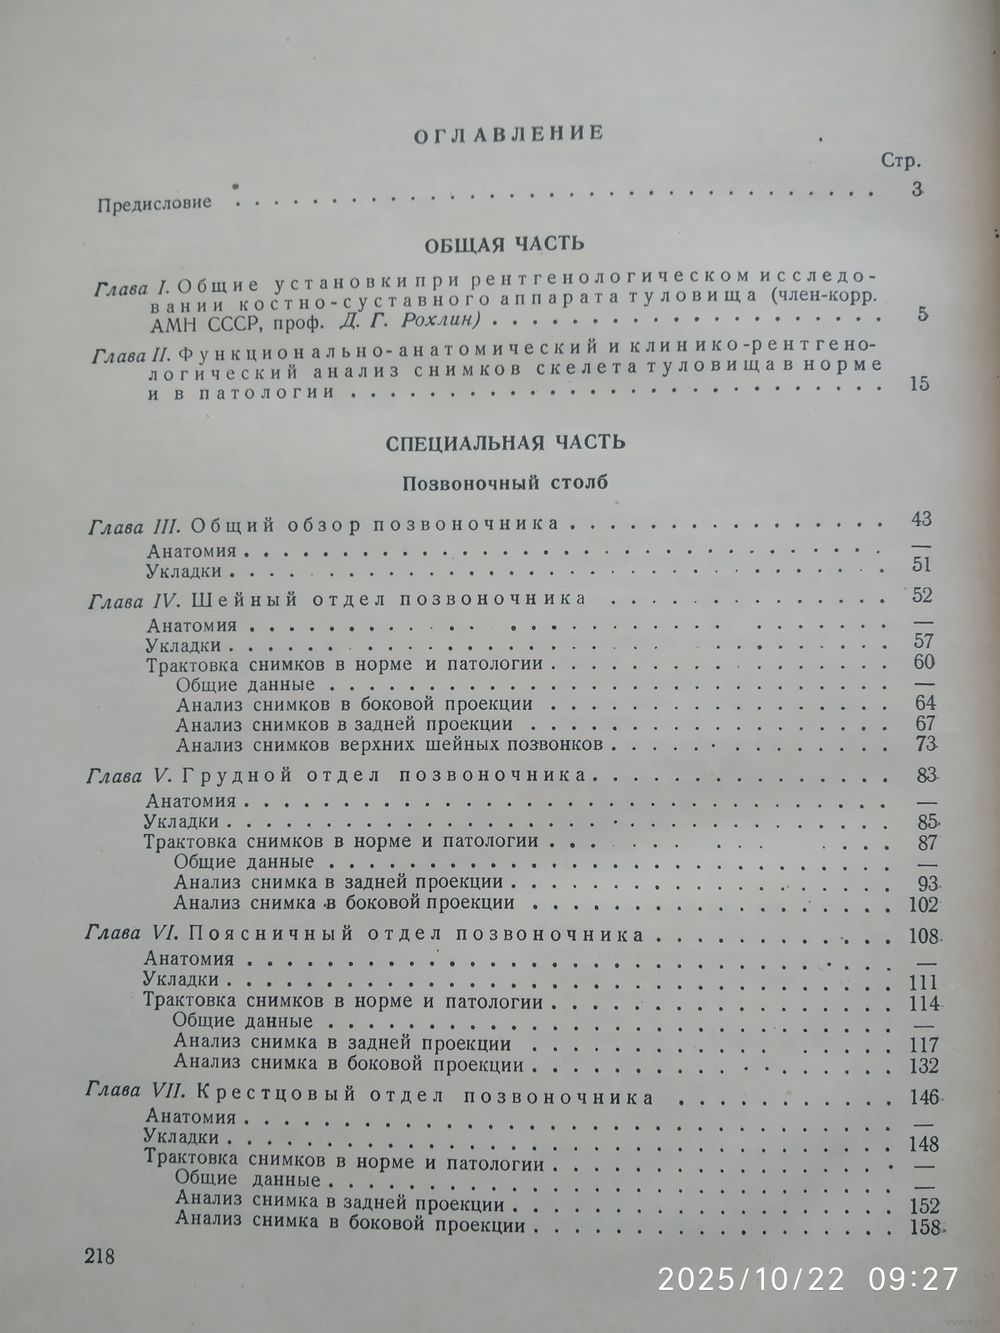 ОГЛАВЛЕНИЕ
Стр.
Предисловие . . . . . . . . . . . . . . . . . . . . . . . . . 3
ОБЩАЯ ЧАСТЬ
Глава I. Общие установки при рентгенологическом исследо-
вании костно-суставного аппарата туловища (член-корр.
АМН СССР, проф. Д. Г. Рохлин) . . . . . . . . . . . . . . . . 5
Глава II. Функционально-анатомический и клинико-рентгено-
логический анализ снимков скелета туловища в норме
и в патологии . . . . . . . . . . . . . . . . . . . . . 15
СПЕЦИАЛЬНАЯ ЧАСТЬ
Позвоночный столб
Глава III. Общий обзор позвоночника . . . . . . . . . . . . . 43
Анатомия . . . . . . . . . . . . . . . . . . . . . . . . —
Укладки . . . . . . . . . . . . . . . . . . . . . . . . 51
Глава IV. Шейный отдел позвоночника . . . . . . . . . . . . 52
Анатомия . . . . . . . . . . . . . . . . . . . . . . . . —
Укладки . . . . . . . . . . . . . . . . . . . . . . . . 57
Трактовка снимков в норме и патологии . . . . . . . . . . . . 60
Общие данные . . . . . . . . . . . . . . . . . . . . . —
Анализ снимков в боковой проекции . . . . . . . . . . . . 64
Анализ снимков в задней проекции . . . . . . . . . . . . . 67
Анализ снимков верхних шейных позвонков . . . . . . . . . . 73
Глава V. Грудной отдел позвоночника . . . . . . . . . . . . . 83
Анатомия . . . . . . . . . . . . . . . . . . . . . . . . —
Укладки . . . . . . . . . . . . . . . . . . . . . . . . 85
Трактовка снимков в норме и патологии . . . . . . . . . . . . 87
Общие данные . . . . . . . . . . . . . . . . . . . . . —
Анализ снимка в задней проекции . . . . . . . . . . . . . 93
Анализ снимка в боковой проекции . . . . . . . . . . . . . 102
Глава VI. Поясничный отдел позвоночника . . . . . . . . . . 108
Анатомия . . . . . . . . . . . . . . . . . . . . . . . . —
Укладки . . . . . . . . . . . . . . . . . . . . . . . . 111
Трактовка снимков в норме и патологии . . . . . . . . . . . . 114
Общие данные . . . . . . . . . . . . . . . . . . . . . —
Анализ снимка в задней проекции . . . . . . . . . . . . . 117
Анализ снимка в боковой проекции . . . . . . . . . . . . . 132
Глава VII. Крестцовый отдел позвоночника . . . . . . . . . . 146
Анатомия . . . . . . . . . . . . . . . . . . . . . . . . —
Укладки . . . . . . . . . . . . . . . . . . . . . . . . 148
Трактовка снимков в норме и патологии . . . . . . . . . . . . —
Общие данные . . . . . . . . . . . . . . . . . . . . . —
Анализ снимка в задней проекции . . . . . . . . . . . . . 152
Анализ снимка в боковой проекции . . . . . . . . . . . . . 158
218
2025/10/22 09:27
www.ay.by